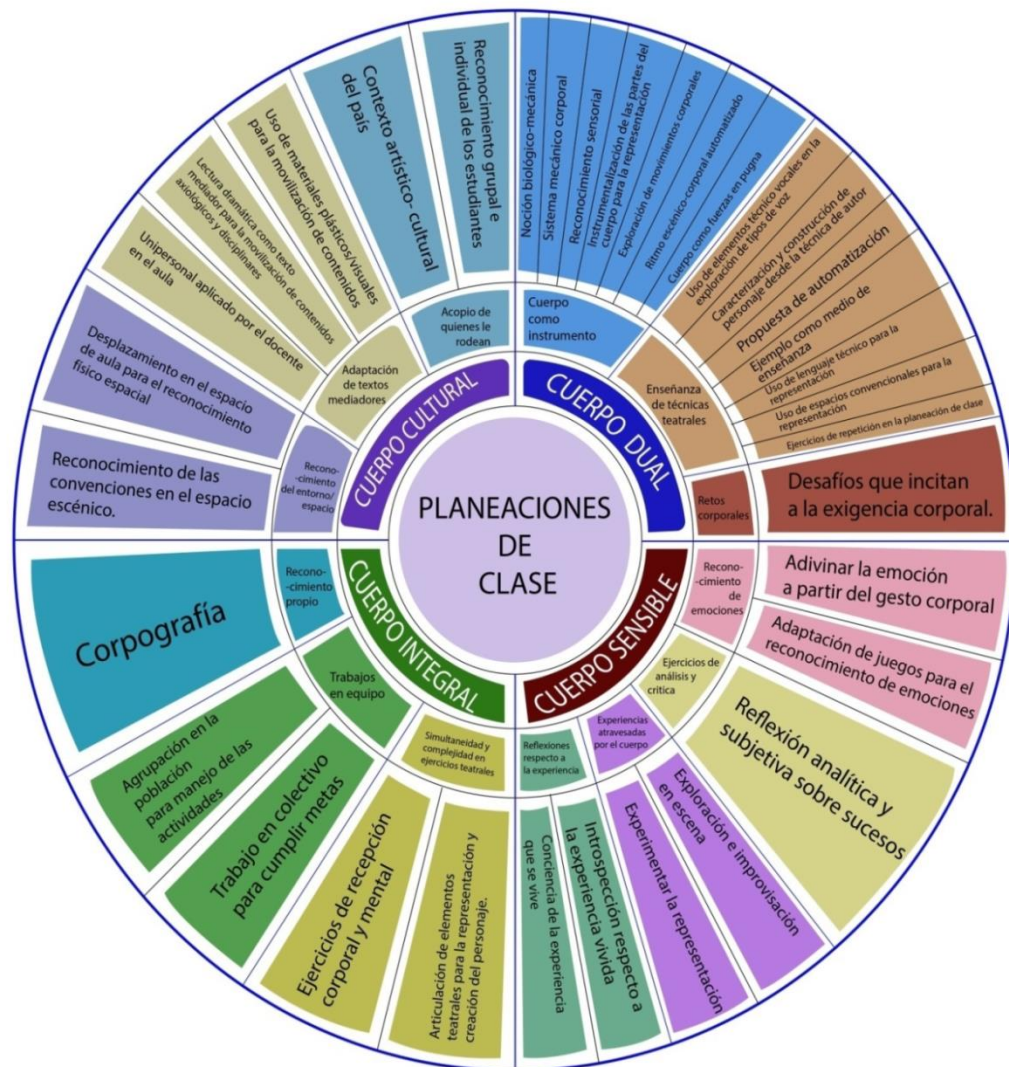 PLANEACIONES
DE
CLASE
CUERPO DUAL
Cuerpo
como
instrumento
Noción biológico-mecánica
Sistema mecánico corporal
Reconocimiento sensorial
Instrumentalización de las partes del
cuerpo para la representación
Exploración de movimientos corporales
Ritmo escénico-corporal automatizado
Cuerpo como fuerzas en pugna
Enseñanza
de técnicas
teatrales
Uso de elementos técnico vocales en la
exploración de tipos de voz
Caracterización y construcción de
personaje desde la técnica de autor
Propuesta de automatización
Ejemplo como medio de
enseñanza
Uso de lenguaje técnico para la
representación
Uso de espacios convencionales para la
representación
Ejercicios de repetición en la planeación de clase
Retos
corporales
Desafíos que incitan
a la exigencia corporal.
CUERPO SENSIBLE
Recono-
-cimiento de
emociones
Adivinar la emoción
a partir del gesto corporal
Adaptación de juegos para el
reconocimiento de emociones
Ejercicios de
análisis y
critica
Reflexión analítica y
subjetiva sobre sucesos
Experiencias
atravesadas
por el cuerpo
Exploración e improvisación
en escena
Experimentar la representación
Reflexiones
respecto a
la experiencia
Introspección respecto a
la experiencia vivida
Conciencia de la experiencia
que se vive
CUERPO INTEGRAL
Simultaneidad y
complejidad en
ejercicios teatrales
Articulación de elementos
teatrales para la representación y
creación del personaje.
Ejercicios de recepción
corporal y mental
Trabajos
en equipo
Trabajo en colectivo
para cumplir metas
Agrupación en la
población
para manejo de las
actividades
Recono-
-cimiento
propio
Corpografía
CUERPO CULTURAL
Recono-
-cimiento
del entorno/
espacio
Reconocimiento de las
convenciones en el espacio
escénico.
Desplazamiento en el espacio
de aula para el reconocimiento
físico espacial
Adaptación
de textos
mediadores
Unipersonal aplicado por el docente
en el aula
Lectura dramática como texto
mediador para la movilización de contenidos
axiológicos y disciplinares
Uso de materiales plásticos/visuales
para la movilización de contenidos
Acopio de
quienes le
rodean
Contexto artístico- cultural
del país
Reconocimiento grupal e
individual de los estudiantes